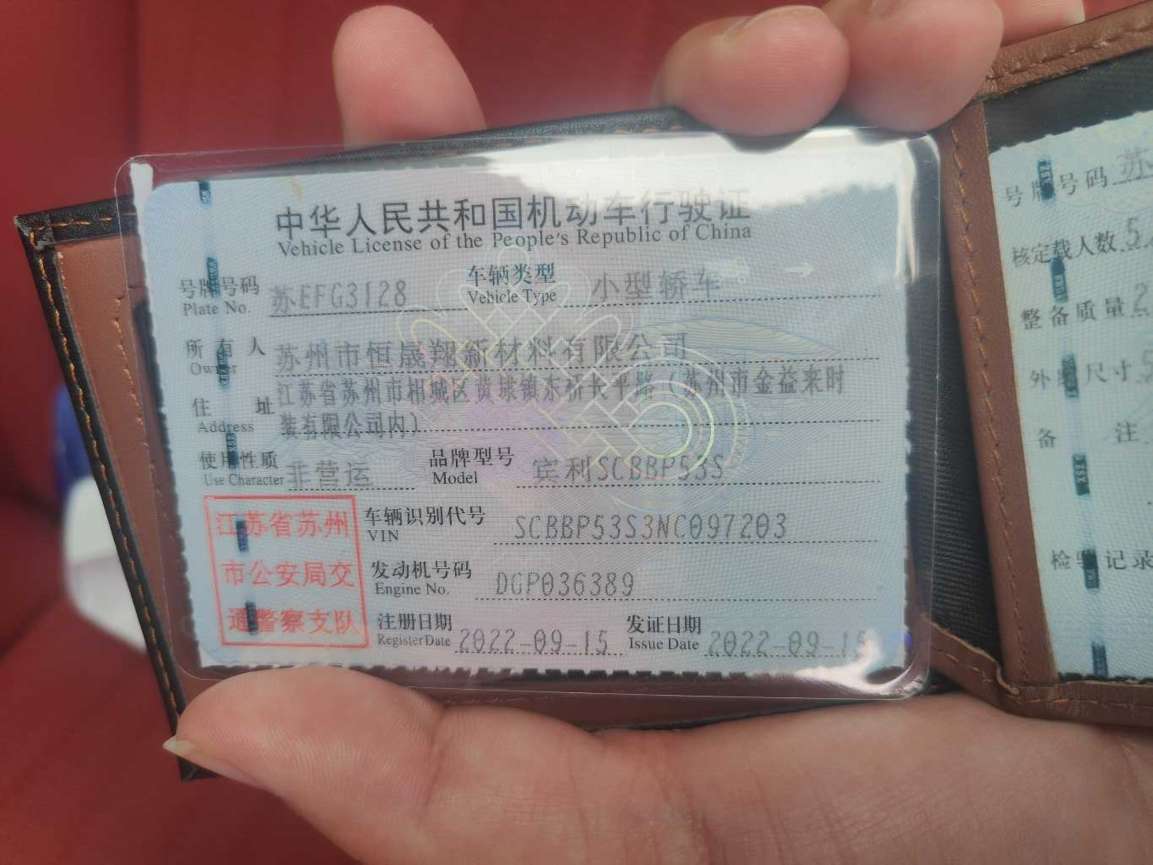 中华人民共和国机动车行驶证
Vehicle License of the People's Republic of China
号牌号码 苏EFG3128 车辆类型 小型轿车
Plate No. Vehicle Type
所有人 苏州市恒晟翔新材料有限公司
Owner
住址 江苏省苏州市相城区黄埭镇东桥长平路(苏州市金益来时
Address 装有限公司内)
使用性质 非营运 品牌型号 宾利SCBBP53S
Use Character Model
江苏省苏州
市公安局交
通警察支队
车辆识别代号 SCBBP53S3NC097203
VIN
发动机号码 DGP036389
Engine No.
注册日期 2022-09-15 发证日期 2022-09-15
Register Date Issue Date
号牌号码 苏
核定载人数 5
整备质量 2
外廓尺寸 5
备注
检验记录